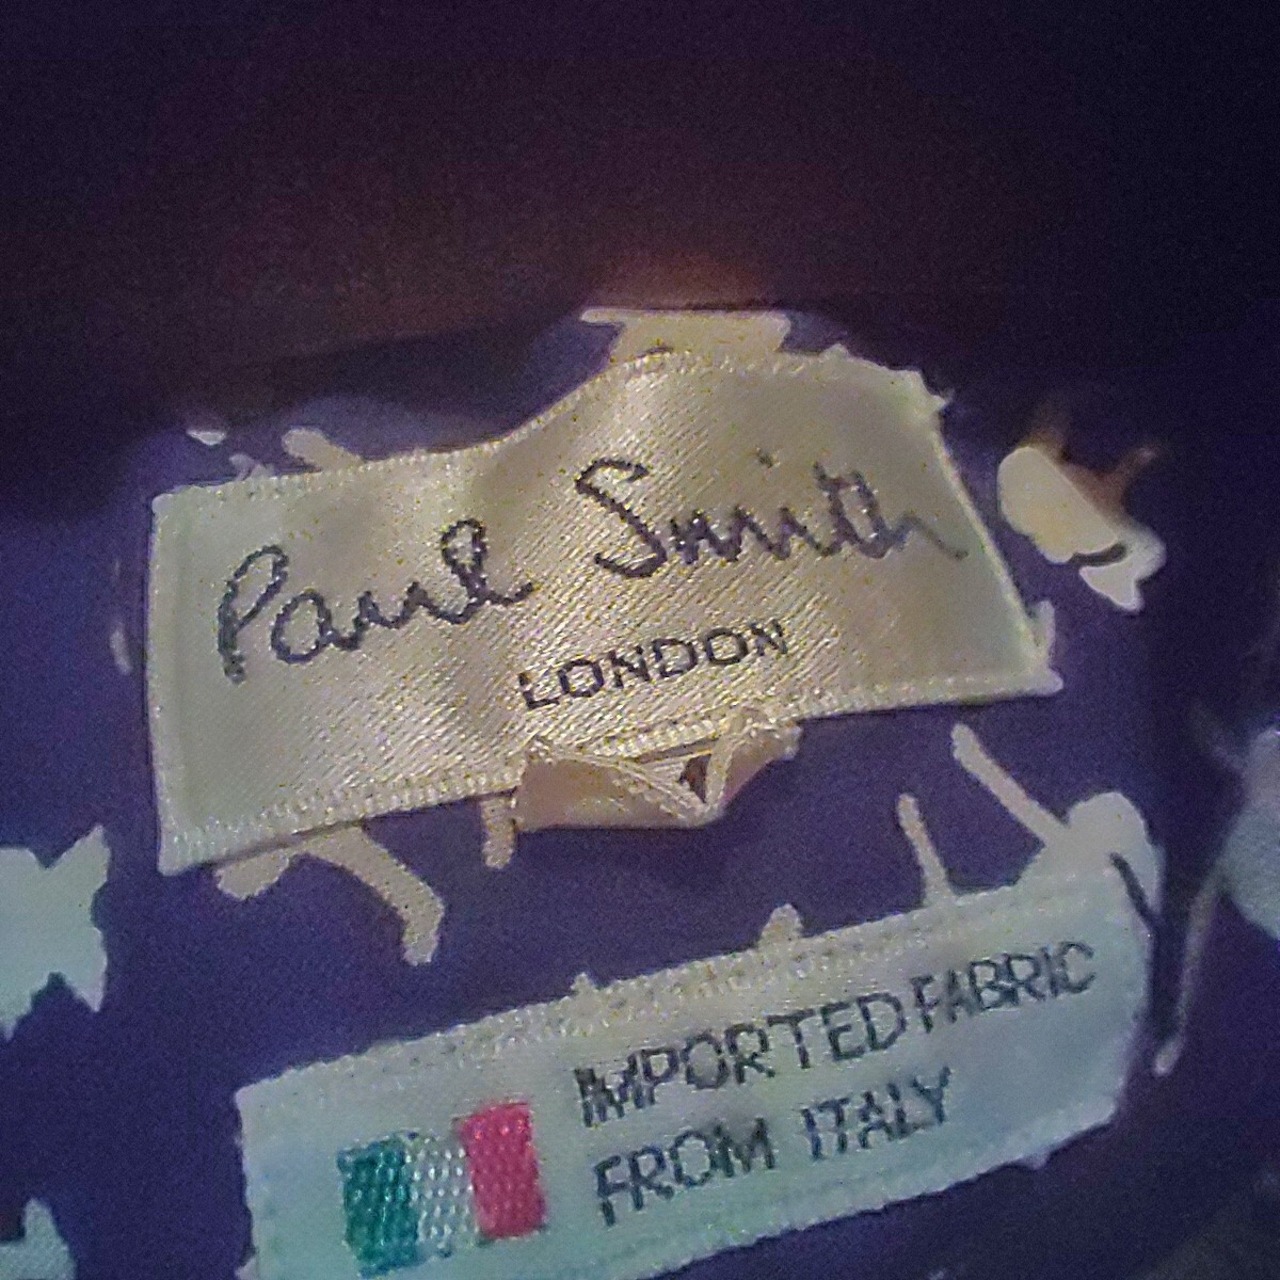 Paul Smith
LONDON
IMPORTED FABRIC
FROM ITALY